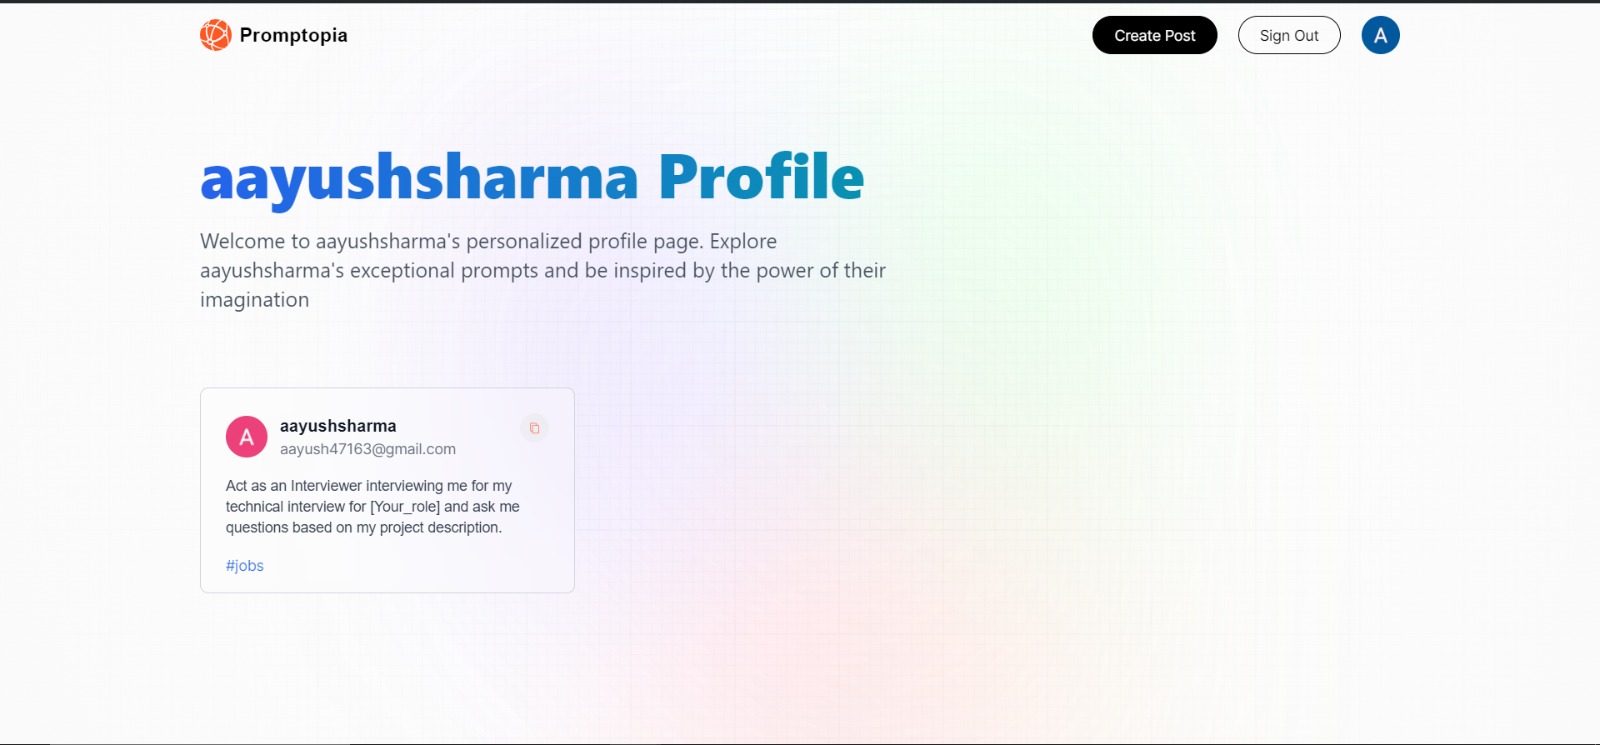 Promptopia
Create Post
Sign Out
A
aayushsharma Profile
Welcome to aayushsharma's personalized profile page. Explore
aayushsharma's exceptional prompts and be inspired by the power of their
imagination
A
aayushsharma
aayush47163@gmail.com
Act as an Interviewer interviewing me for my
technical interview for [Your_role] and ask me
questions based on my project description.
#jobs